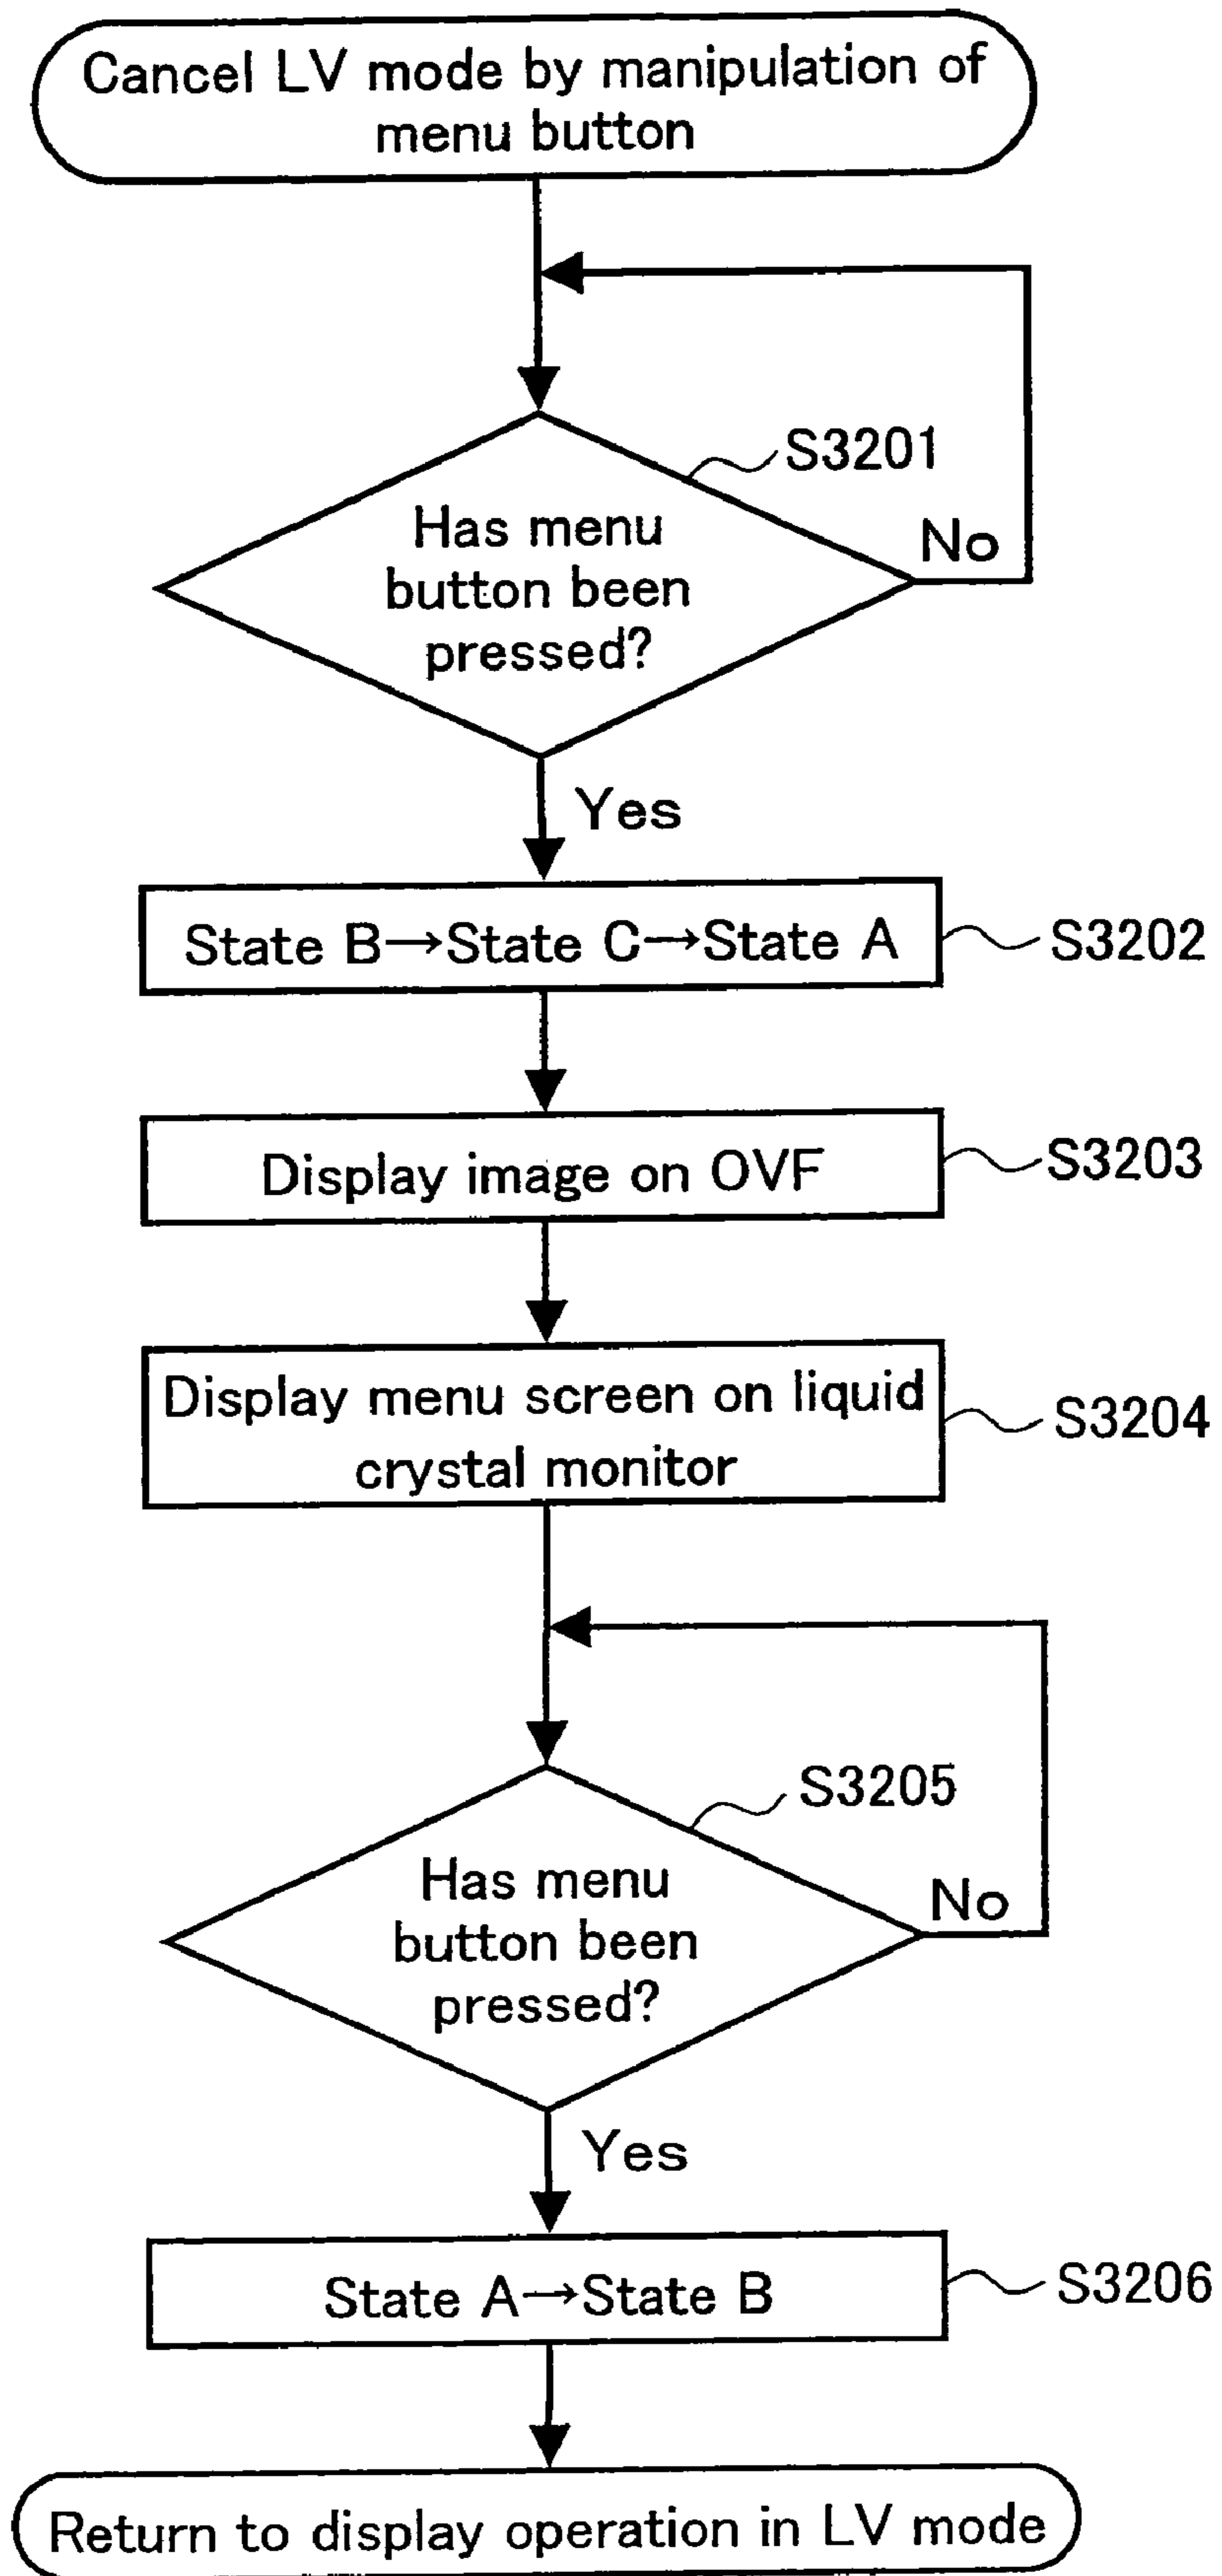 Cancel LV mode by manipulation of
menu button
S3201
Has menu
button been
pressed?
No
Yes
State B→State C→State A
S3202
Display image on OVF
S3203
Display menu screen on liquid
crystal monitor
S3204
S3205
Has menu
button been
pressed?
No
Yes
State A→State B
S3206
Return to display operation in LV mode